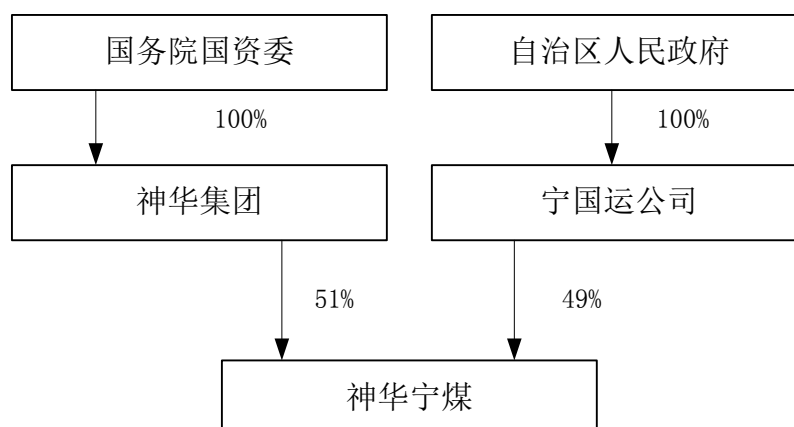 国务院国资委
自治区人民政府
100%
100%
神华集团
宁国运公司
51%
49%
神华宁煤